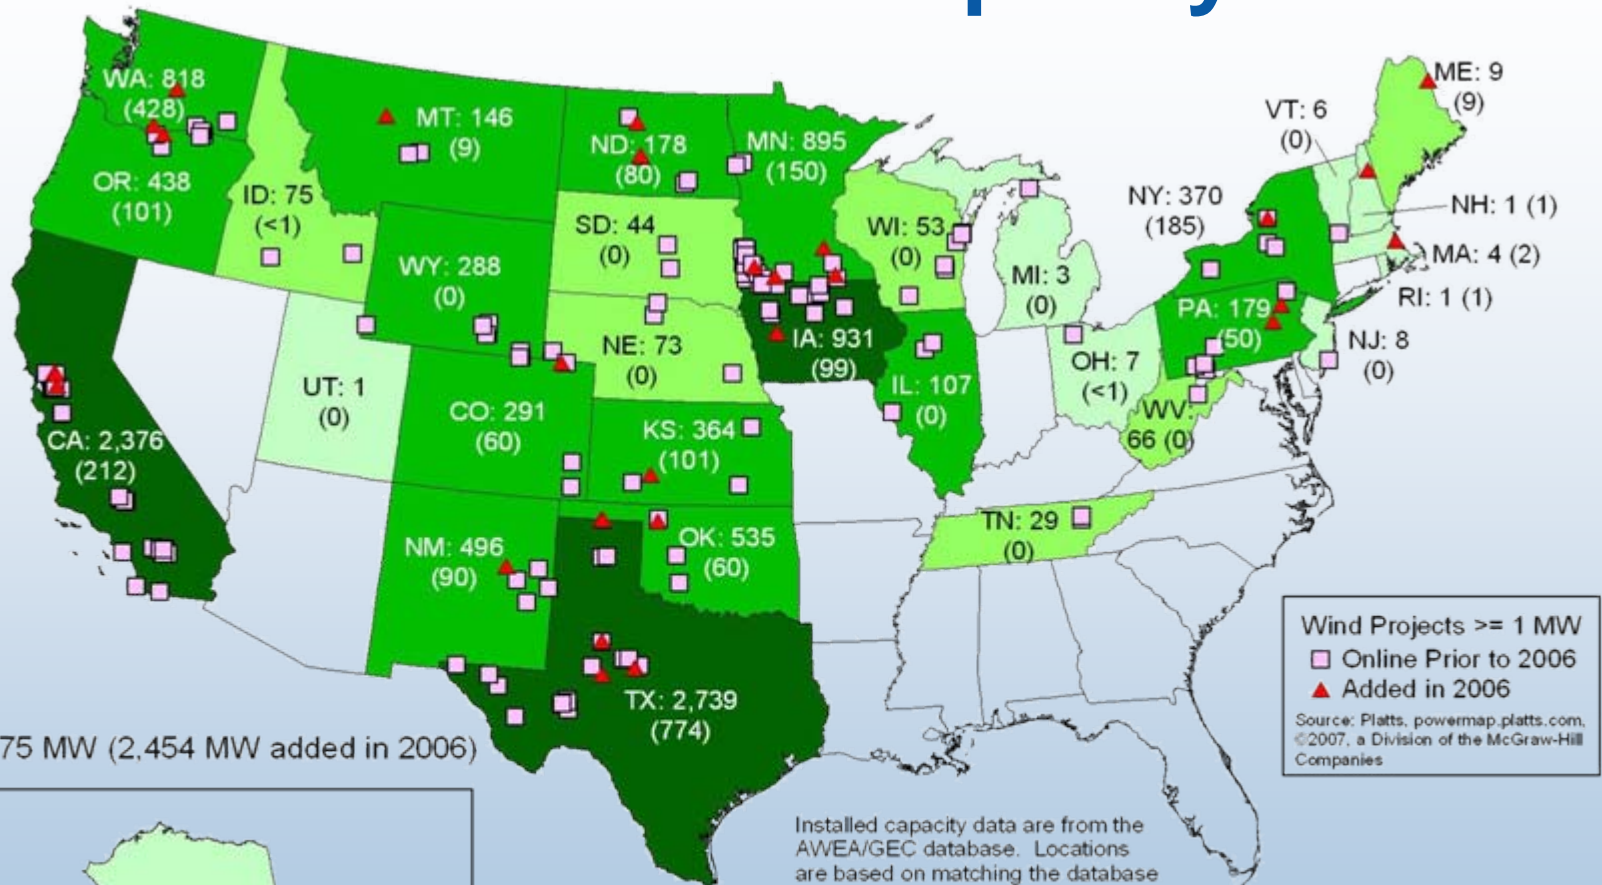 WA: 818
(428)
MT: 146
(9)
ND: 178
(80)
MN: 895
(150)
ME: 9
(9)
VT: 6
(0)
OR: 438
(101)
ID: 75
(<1)
SD: 44
(0)
WI: 53
(0)
NY: 370
(185)
NH: 1 (1)
WY: 288
(0)
MI: 3
(0)
MA: 4 (2)
RI: 1 (1)
PA: 179
(50)
NE: 73
(0)
IA: 931
(99)
NJ: 8
(0)
OH: 7
(<1)
UT: 1
(0)
IL: 107
(0)
CO: 291
(60)
KS: 364
(101)
WV:
66 (0)
CA: 2,376
(212)
TN: 29
(0)
NM: 496
(90)
OK: 535
(60)
TX: 2,739
(774)
Wind Projects >= 1 MW
Online Prior to 2006
Added in 2006
Source: Platts, powermap.platts.com,
©2007, a Division of the McGraw-Hill
Companies
75 MW (2,454 MW added in 2006)
Installed capacity data are from the
AWEA/GEC database. Locations
are based on matching the database